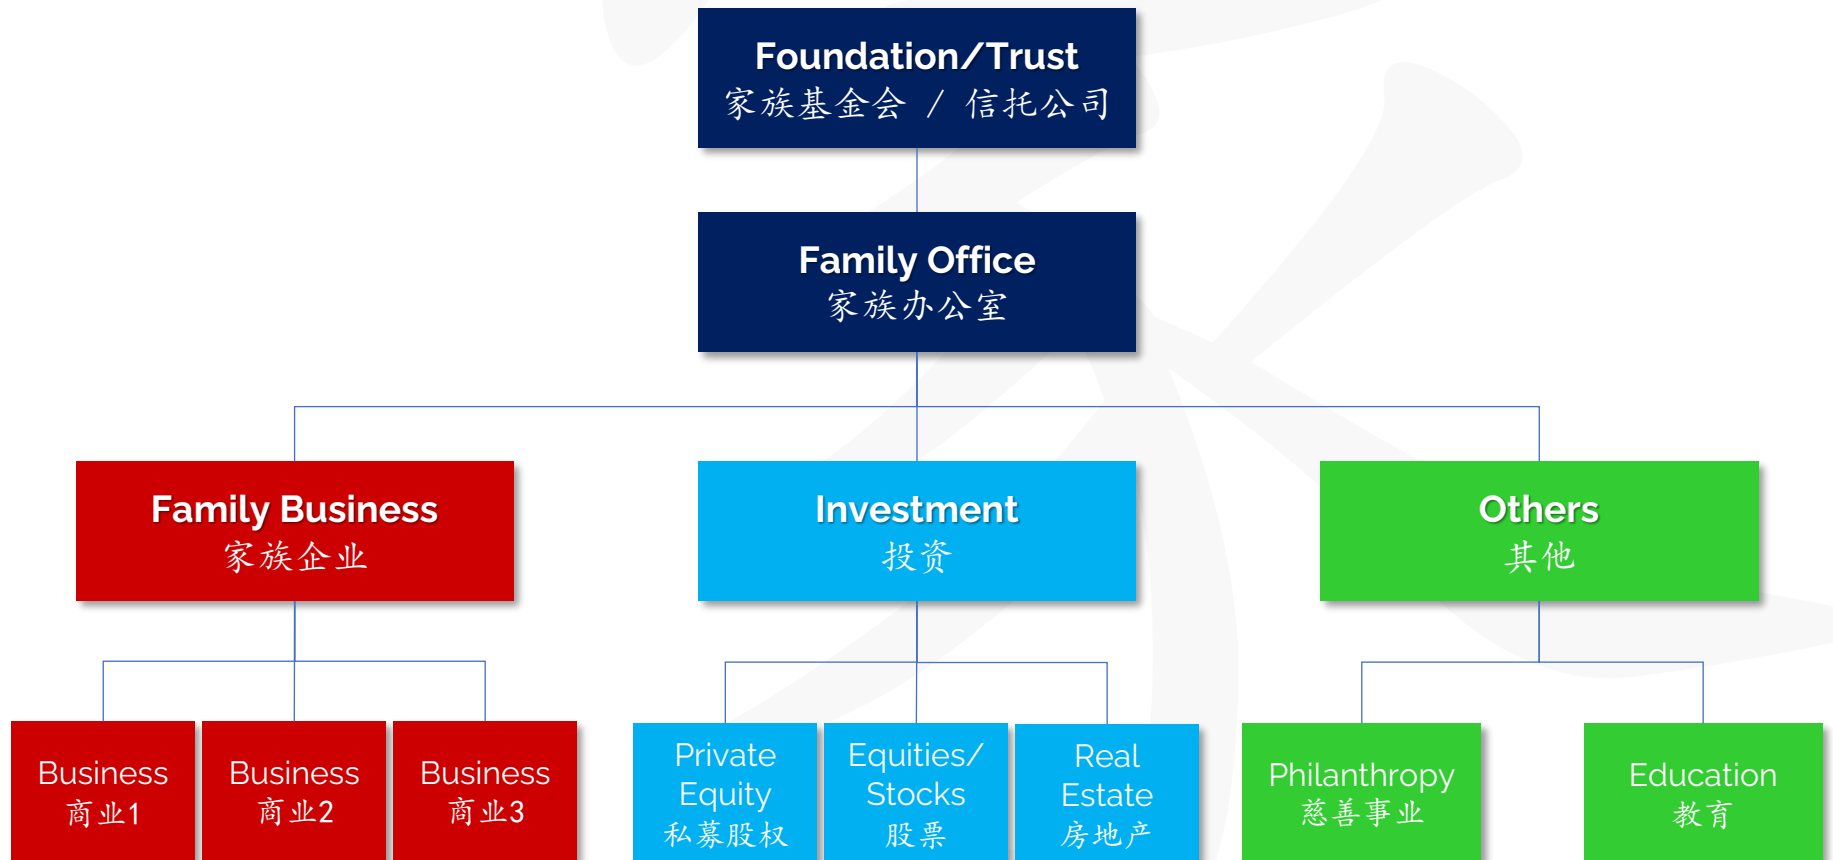 Foundation/Trust
家族基金会 / 信托公司
Family Office
家族办公室
Family Business
家族企业
Investment
投资
Others
其他
Business
商业1
Business
商业2
Business
商业3
Private
Equity
私募股权
Equities/
Stocks
股票
Real
Estate
房地产
Philanthropy
慈善事业
Education
教育